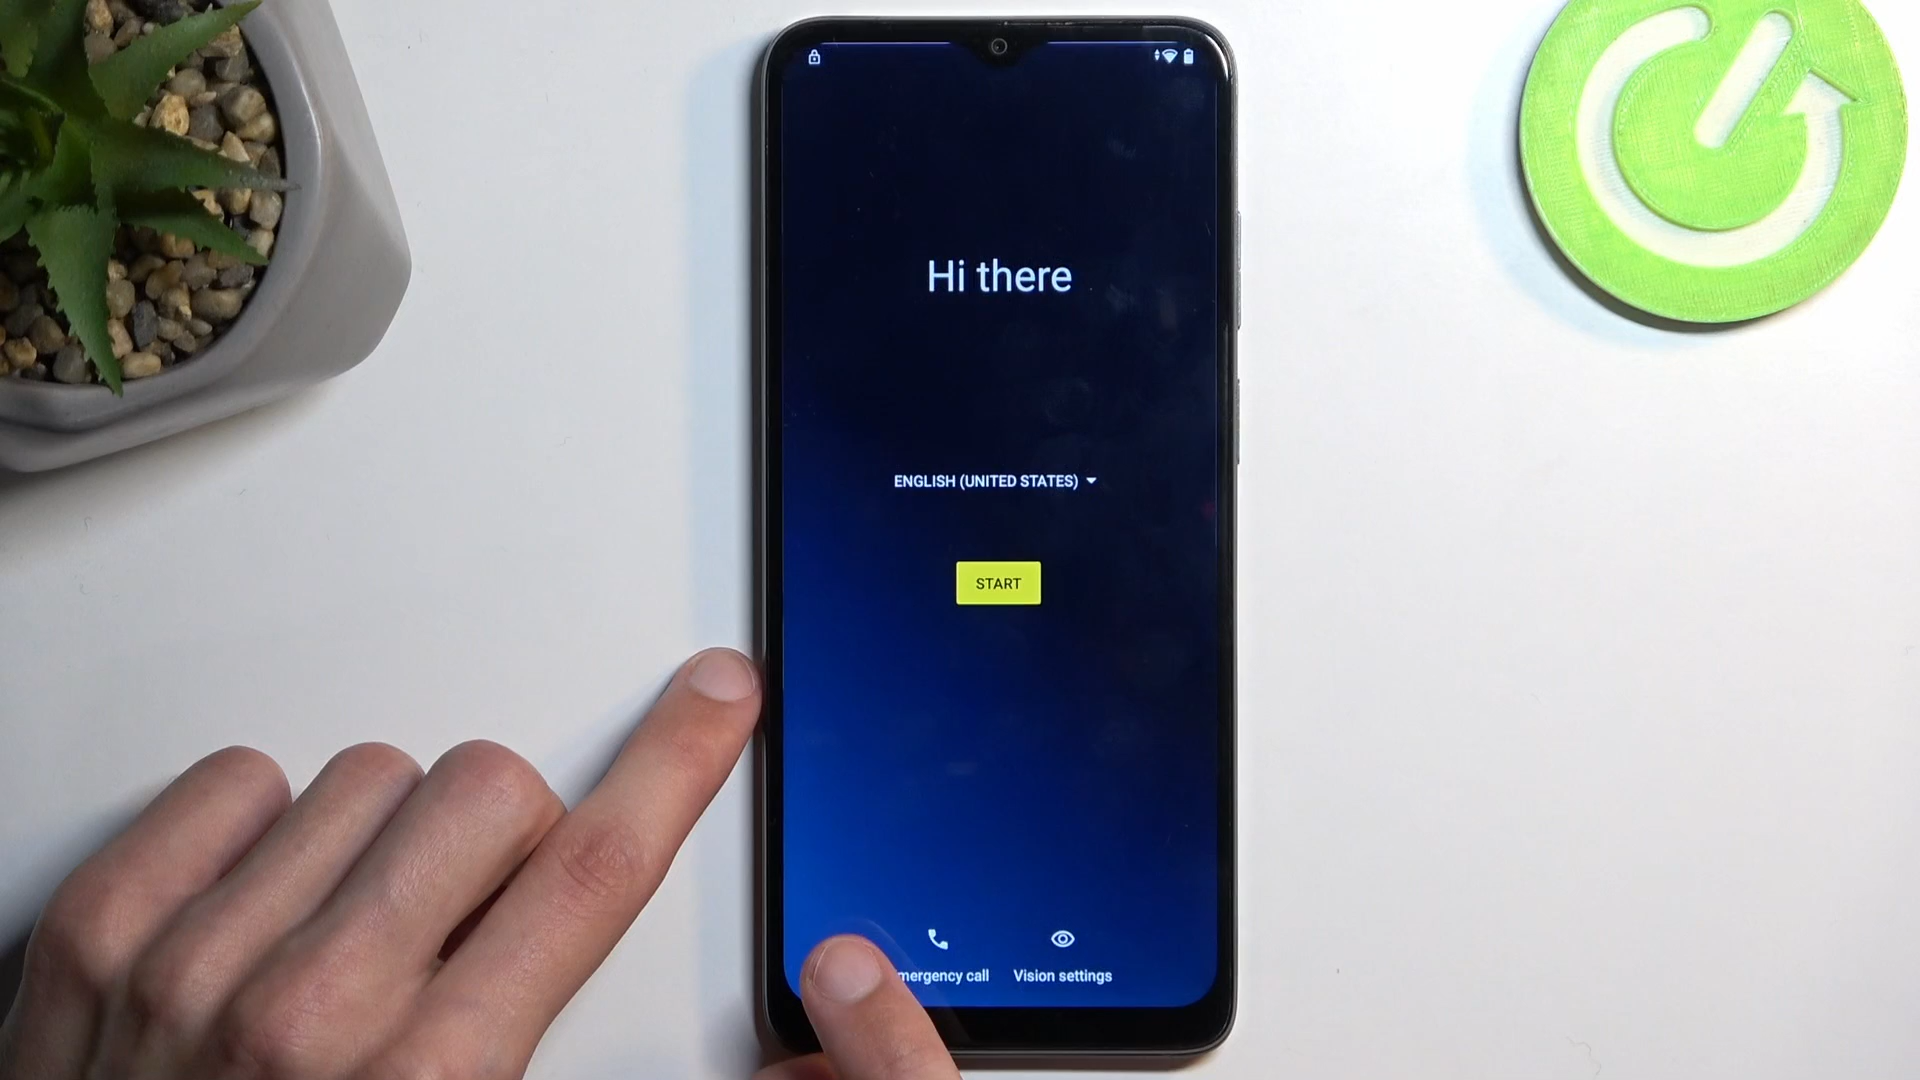 Hi there
ENGLISH (UNITED STATES)
START
mergency call
Vision settings